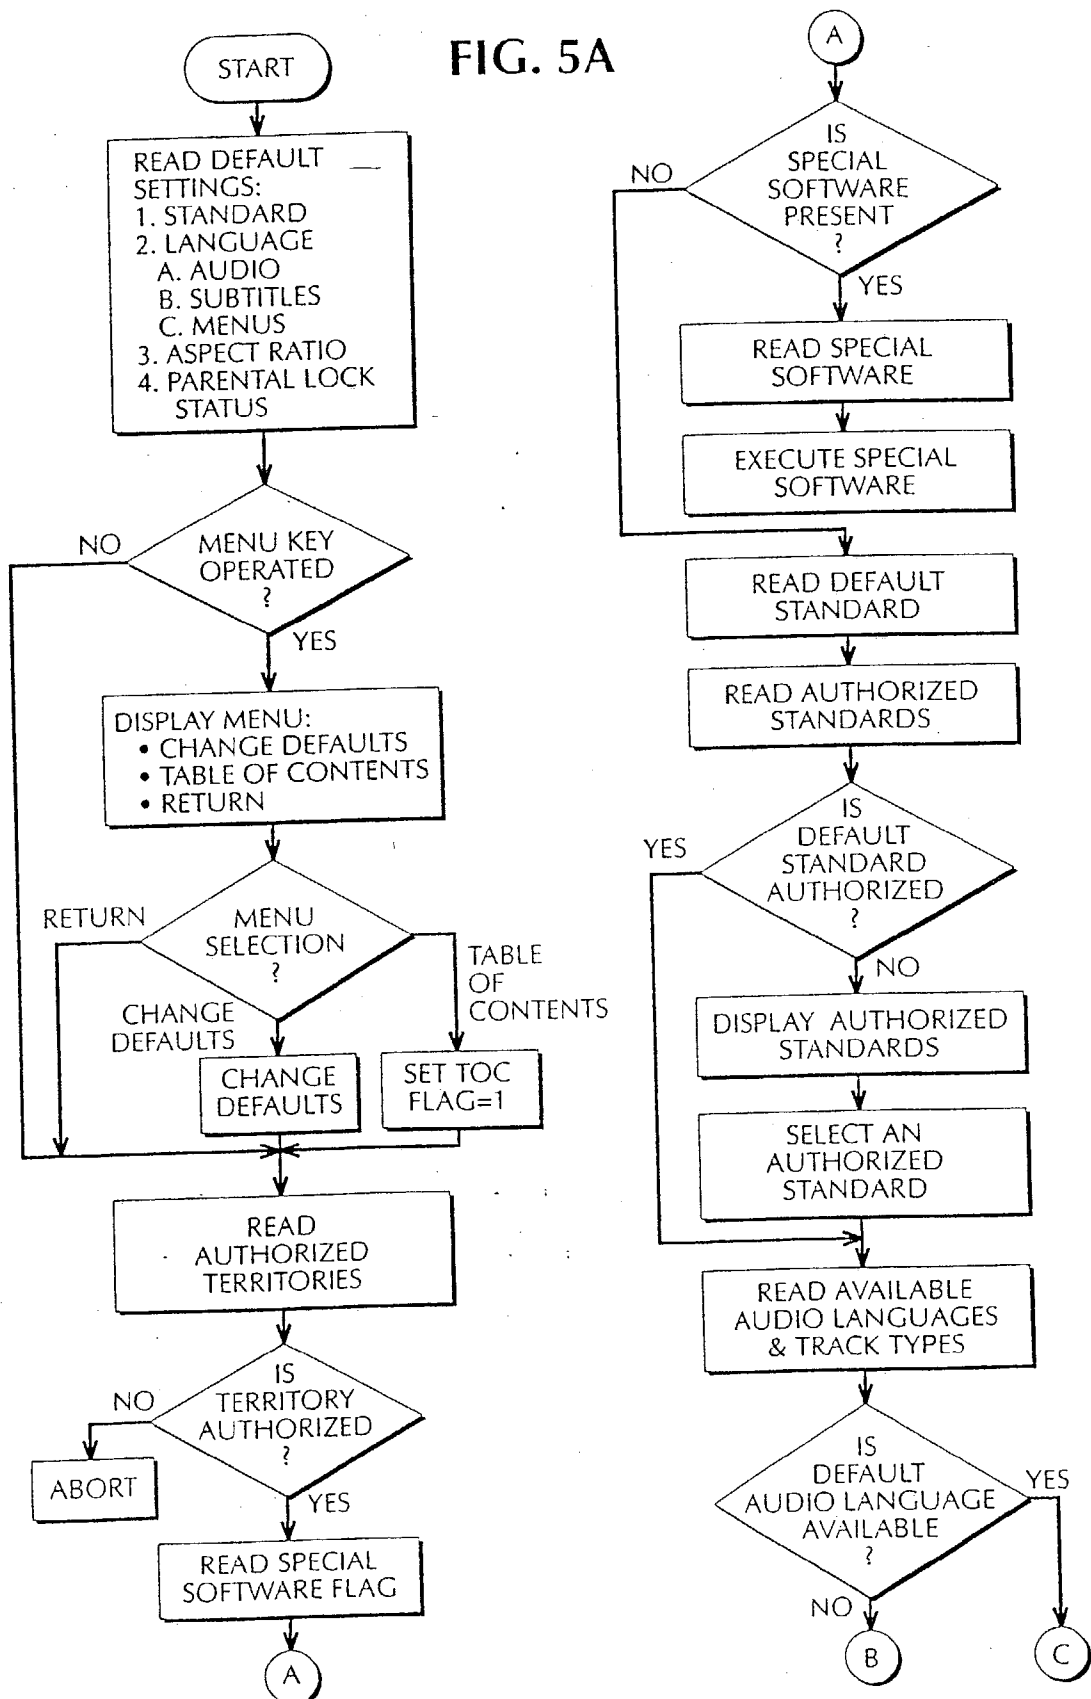 FIG. 5A
START
READ DEFAULT
SETTINGS:
1. STANDARD
2. LANGUAGE
A. AUDIO
B. SUBTITLES
C. MENUS
3. ASPECT RATIO
4. PARENTAL LOCK
STATUS
NO
MENU KEY
OPERATED
?
YES
DISPLAY MENU:
• CHANGE DEFAULTS
• TABLE OF CONTENTS
• RETURN
RETURN
MENU
SELECTION
?
TABLE
OF
CONTENTS
CHANGE
DEFAULTS
CHANGE
DEFAULTS
SET TOC
FLAG=1
READ
AUTHORIZED
TERRITORIES
NO
IS
TERRITORY
AUTHORIZED
?
ABORT
YES
READ SPECIAL
SOFTWARE FLAG
A
A
IS
SPECIAL
SOFTWARE
PRESENT
?
NO
YES
READ SPECIAL
SOFTWARE
EXECUTE SPECIAL
SOFTWARE
READ DEFAULT
STANDARD
READ AUTHORIZED
STANDARDS
YES
IS
DEFAULT
STANDARD
AUTHORIZED
?
NO
DISPLAY AUTHORIZED
STANDARDS
SELECT AN
AUTHORIZED
STANDARD
READ AVAILABLE
AUDIO LANGUAGES
& TRACK TYPES
IS
DEFAULT
AUDIO LANGUAGE
AVAILABLE
?
YES
NO
B
C